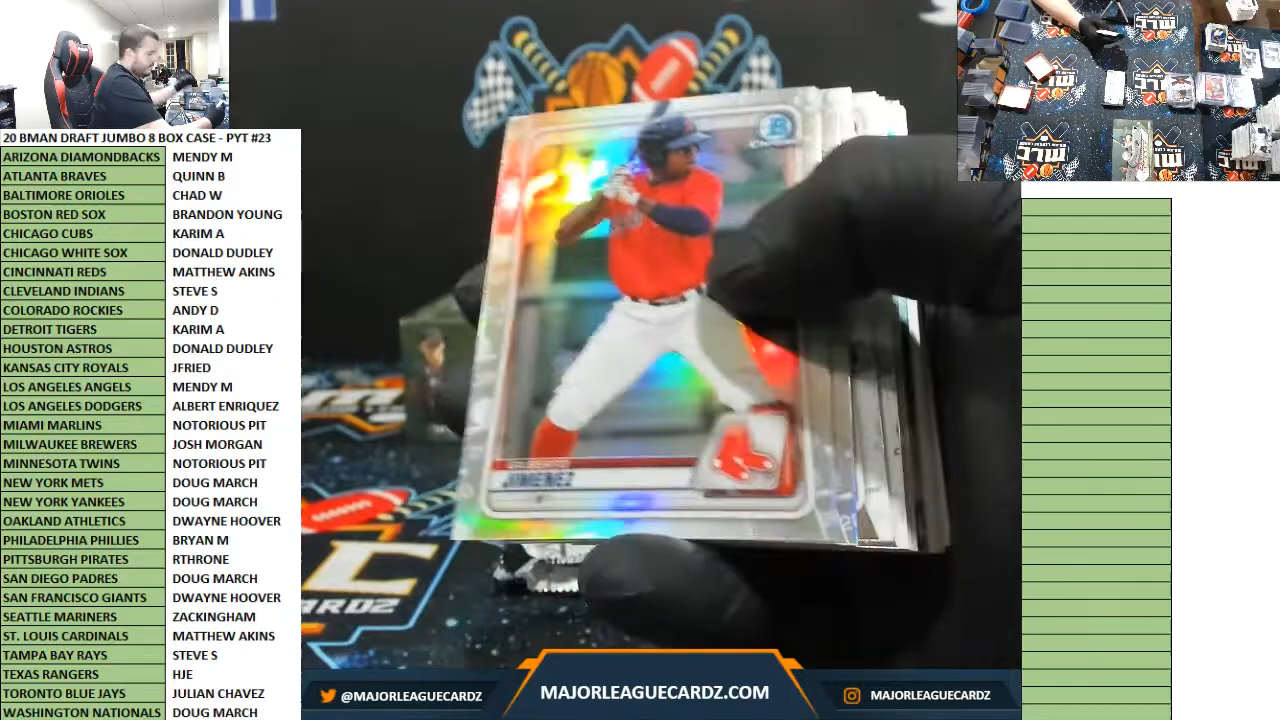 20 BMAN DRAFT JUMBO 8 BOX CASE - PYT #23
ARIZONA DIAMONDBACKS MENDY M
ATLANTA BRAVES QUINN B
BALTIMORE ORIOLES CHAD W
BOSTON RED SOX BRANDON YOUNG
CHICAGO CUBS KARIM A
CHICAGO WHITE SOX DONALD DUDLEY
CINCINNATI REDS MATTHEW AKINS
CLEVELAND INDIANS STEVE S
COLORADO ROCKIES ANDY D
DETROIT TIGERS KARIM A
HOUSTON ASTROS DONALD DUDLEY
KANSAS CITY ROYALS JFRIED
LOS ANGELES ANGELS MENDY M
LOS ANGELES DODGERS ALBERT ENRIQUEZ
MIAMI MARLINS NOTORIOUS PIT
MILWAUKEE BREWERS JOSH MORGAN
MINNESOTA TWINS NOTORIOUS PIT
NEW YORK METS DOUG MARCH
NEW YORK YANKEES DOUG MARCH
OAKLAND ATHLETICS DWAYNE HOOVER
PHILADELPHIA PHILLIES BRYAN M
PITTSBURGH PIRATES RTHRONE
SAN DIEGO PADRES DOUG MARCH
SAN FRANCISCO GIANTS DWAYNE HOOVER
SEATTLE MARINERS ZACKINGHAM
ST. LOUIS CARDINALS MATTHEW AKINS
TAMPA BAY RAYS STEVE S
TEXAS RANGERS HJE
TORONTO BLUE JAYS JULIAN CHAVEZ
WASHINGTON NATIONALS DOUG MARCH
JIMENEZ
@MAJORLEAGUECARDZ
MAJORLEAGUECARDZ.COM
MAJORLEAGUECARDZ